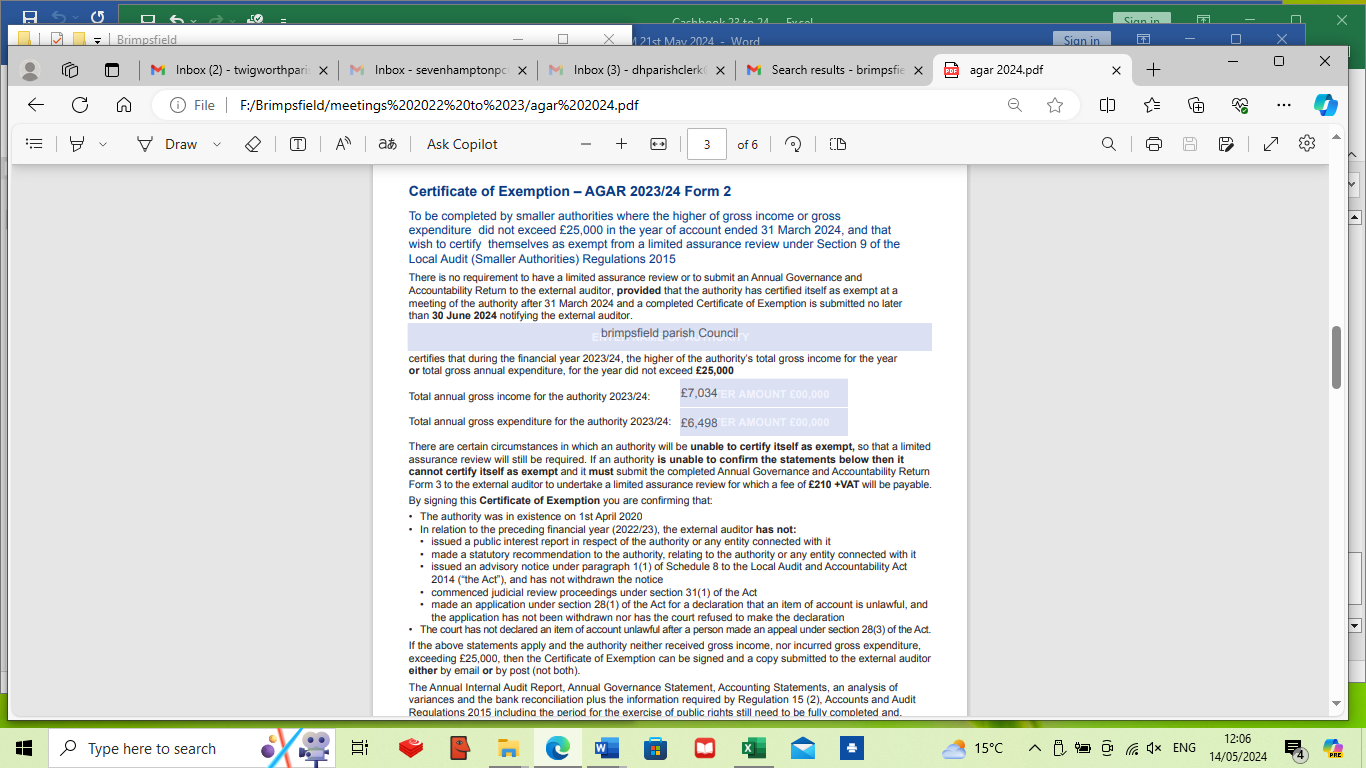 Cashbook 23 to 24 - Excel
Sign in
Brimpsfield
M 21st May 2024 - Word
Sign in
Inbox (2) - twigworthpari
Inbox - sevenhamptonpc
Inbox (3) - dhparishclerk
Search results - brimpsfie
agar 2024.pdf
File
F:/Brimpsfield/meetings%202022%20to%2023/agar%202024.pdf
Draw
Ask Copilot
3
of 6
Certificate of Exemption – AGAR 2023/24 Form 2
To be completed by smaller authorities where the higher of gross income or gross
expenditure did not exceed £25,000 in the year of account ended 31 March 2024, and that
wish to certify themselves as exempt from a limited assurance review under Section 9 of the
Local Audit (Smaller Authorities) Regulations 2015
There is no requirement to have a limited assurance review or to submit an Annual Governance and
Accountability Return to the external auditor, provided that the authority has certified itself as exempt at a
meeting of the authority after 31 March 2024 and a completed Certificate of Exemption is submitted no later
than 30 June 2024 notifying the external auditor.
brimpsfield parish Council
certifies that during the financial year 2023/24, the higher of the authority's total gross income for the year
or total gross annual expenditure, for the year did not exceed £25,000
Total annual gross income for the authority 2023/24: £7,034 ER AMOUNT £00,000
Total annual gross expenditure for the authority 2023/24: £6,498 ER AMOUNT £00,000
There are certain circumstances in which an authority will be unable to certify itself as exempt, so that a limited
assurance review will still be required. If an authority is unable to confirm the statements below then it
cannot certify itself as exempt and it must submit the completed Annual Governance and Accountability Return
Form 3 to the external auditor to undertake a limited assurance review for which a fee of £210 +VAT will be payable.
By signing this Certificate of Exemption you are confirming that:
• The authority was in existence on 1st April 2020
• In relation to the preceding financial year (2022/23), the external auditor has not:
• issued a public interest report in respect of the authority or any entity connected with it
• made a statutory recommendation to the authority, relating to the authority or any entity connected with it
• issued an advisory notice under paragraph 1(1) of Schedule 8 to the Local Audit and Accountability Act
2014 ("the Act"), and has not withdrawn the notice
• commenced judicial review proceedings under section 31(1) of the Act
• made an application under section 28(1) of the Act for a declaration that an item of account is unlawful, and
the application has not been withdrawn nor has the court refused to make the declaration
• The court has not declared an item of account unlawful after a person made an appeal under section 28(3) of the Act.
If the above statements apply and the authority neither received gross income, nor incurred gross expenditure,
exceeding £25,000, then the Certificate of Exemption can be signed and a copy submitted to the external auditor
either by email or by post (not both).
The Annual Internal Audit Report, Annual Governance Statement, Accounting Statements, an analysis of
variances and the bank reconciliation plus the information required by Regulation 15 (2), Accounts and Audit
Regulations 2015 including the period for the exercise of public rights still need to be fully completed and,
Type here to search
15°C
ENG
12:06
14/05/2024
4